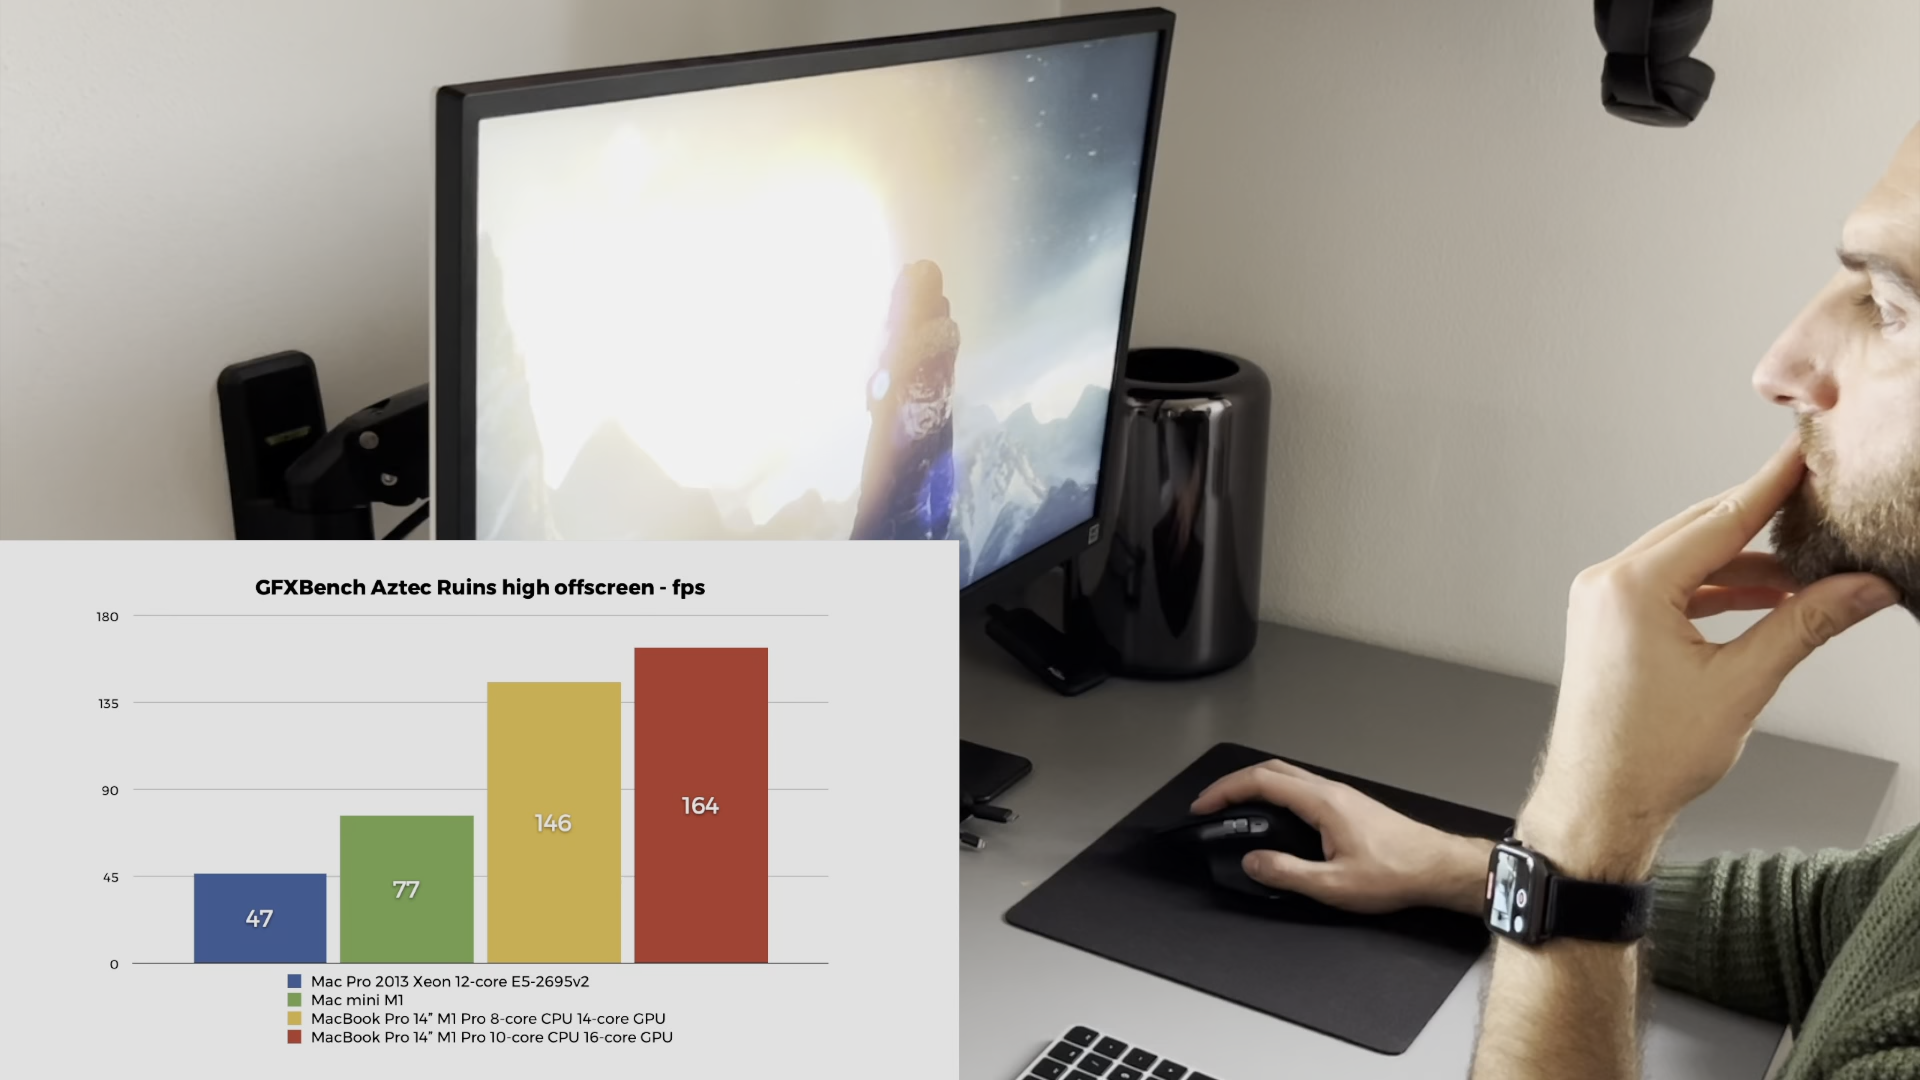 GFXBench Aztec Ruins high offscreen - fps
180
135
90
45
0
47
77
146
164
Mac Pro 2013 Xeon 12-core E5-2695v2
Mac mini M1
MacBook Pro 14” M1 Pro 8-core CPU 14-core GPU
MacBook Pro 14” M1 Pro 10-core CPU 16-core GPU